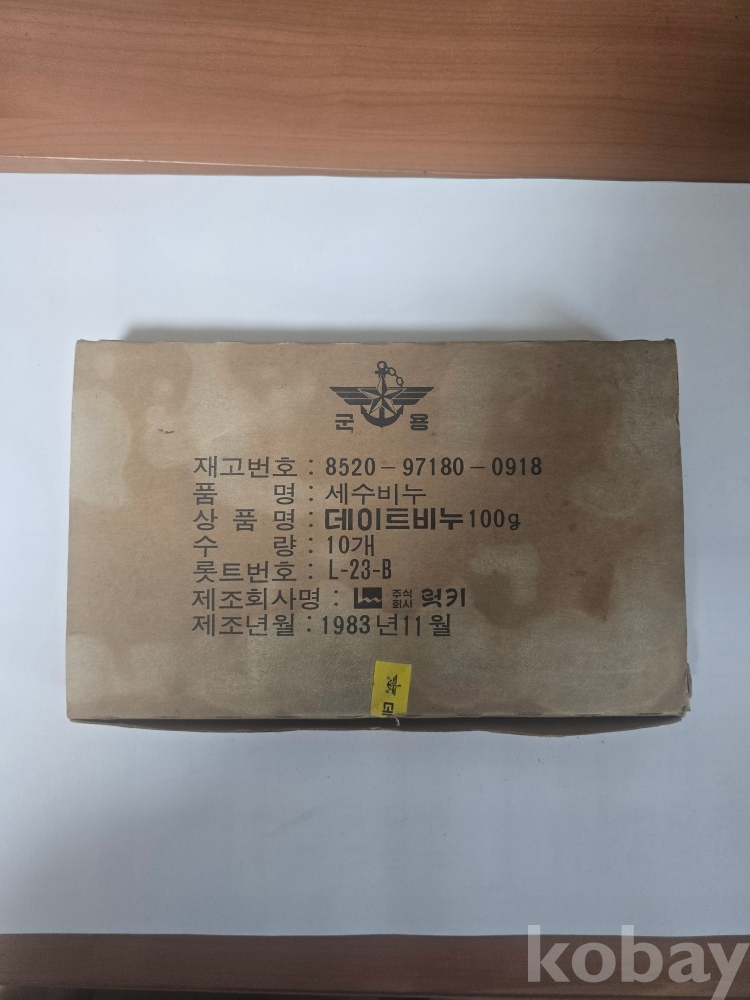 군 용
재고번호 : 8520-97180-0918
품 명 : 세수비누
상 품 명 : 데이트비누 100g
수 량 : 10개
롯트번호 : L-23-B
제조회사명 : 주식회사 럭키
제조년월 : 1983년11월
kobay